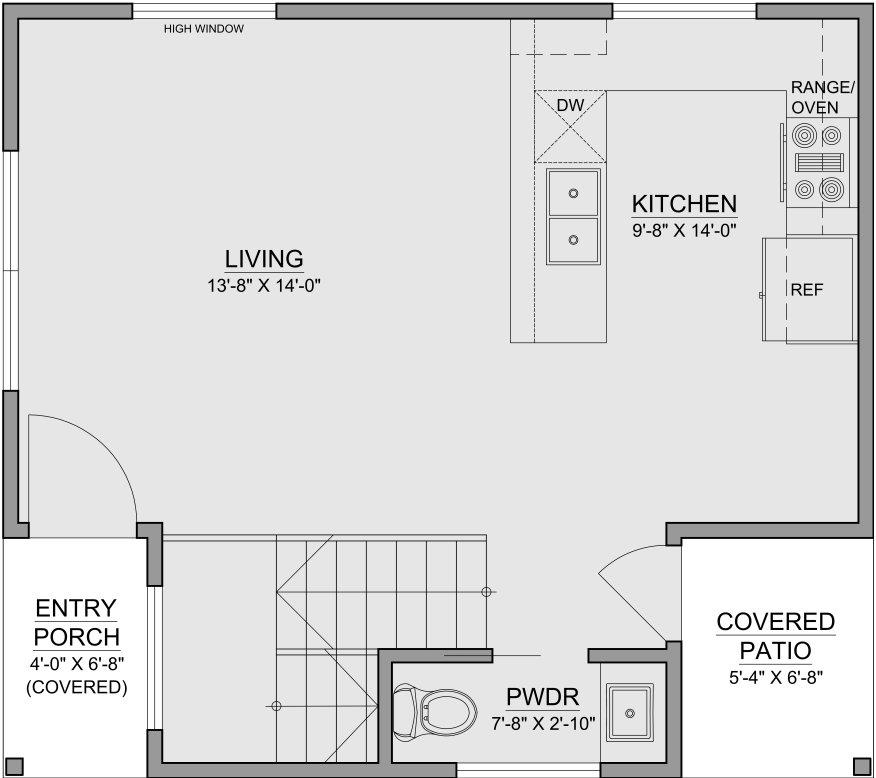 HIGH WINDOW
RANGE/
OVEN
DW
KITCHEN
9'-8" X 14'-0"
LIVING
13'-8" X 14'-0"
REF
ENTRY
PORCH
4'-0" X 6'-8"
(COVERED)
COVERED
PATIO
5'-4" X 6'-8"
PWDR
7'-8" X 2'-10"